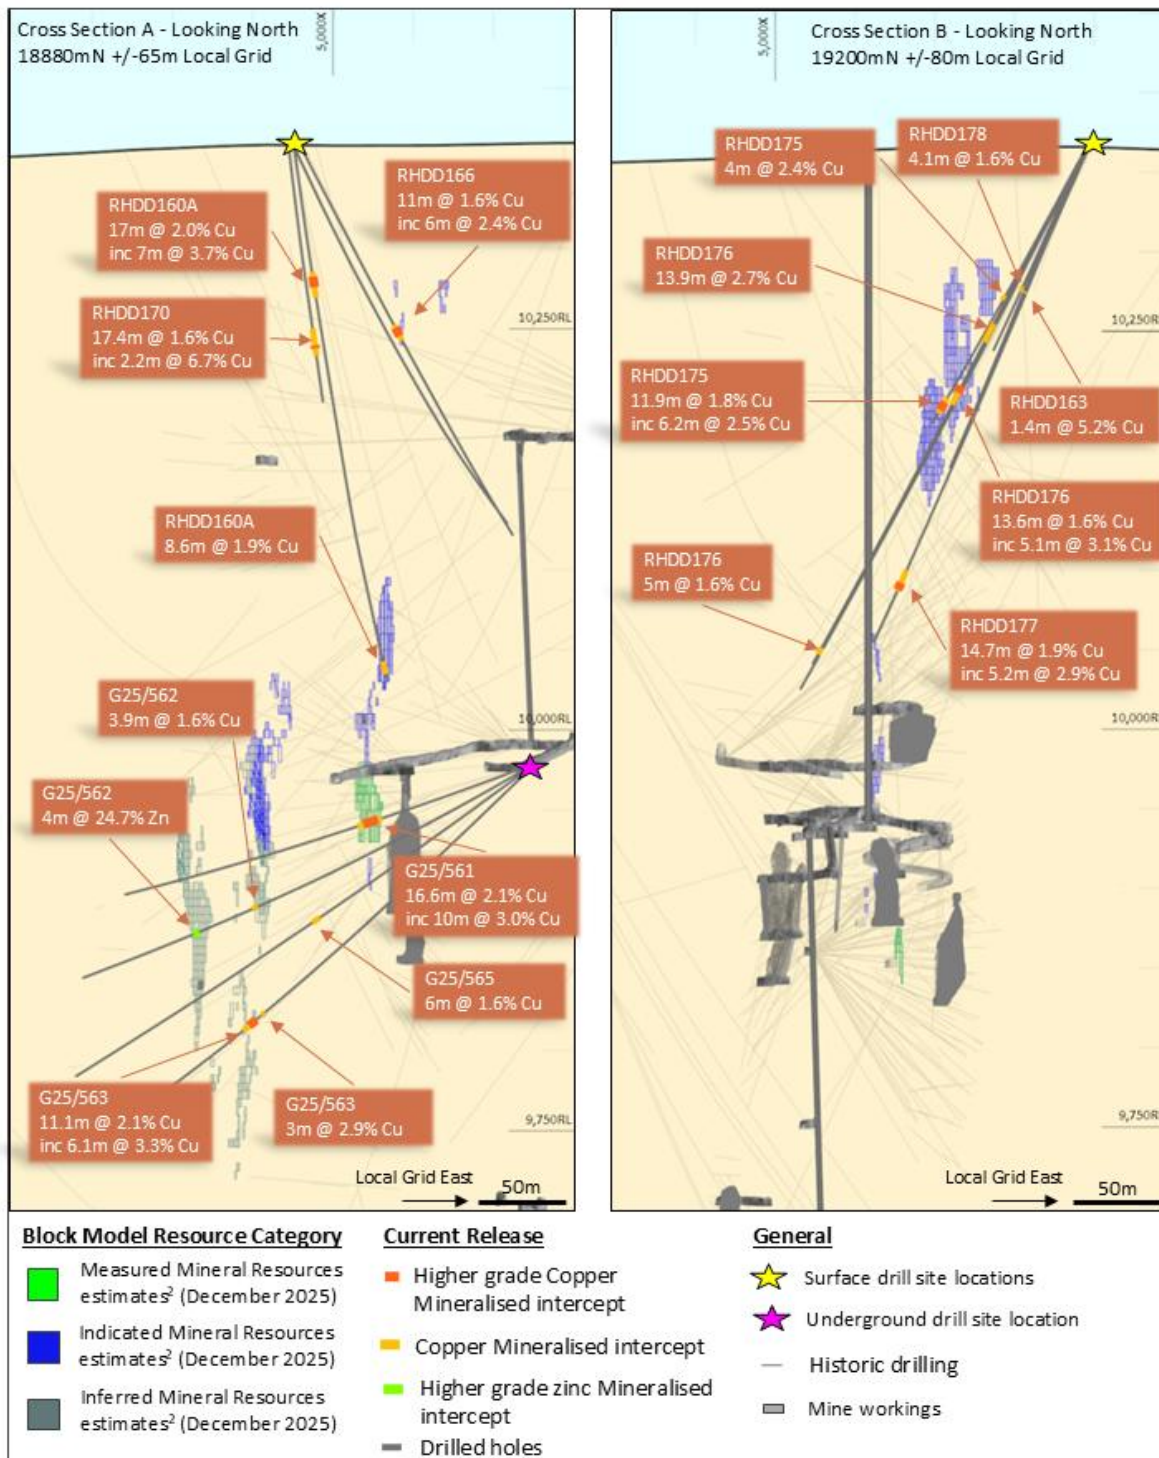 Cross Section A - Looking North
18880mN +/-65m Local Grid
5,000X
RHDD166
11m @ 1.6% Cu
inc 6m @ 2.4% Cu
RHDD160A
17m @ 2.0% Cu
inc 7m @ 3.7% Cu
RHDD170
17.4m @ 1.6% Cu
inc 2.2m @ 6.7% Cu
10,250RL
RHDD160A
8.6m @ 1.9% Cu
G25/562
3.9m @ 1.6% Cu
10,000RL
G25/562
4m @ 24.7% Zn
G25/561
16.6m @ 2.1% Cu
inc 10m @ 3.0% Cu
G25/565
6m @ 1.6% Cu
G25/563
11.1m @ 2.1% Cu
inc 6.1m @ 3.3% Cu
G25/563
3m @ 2.9% Cu
9,750RL
Local Grid East
50m
Cross Section B - Looking North
19200mN +/-80m Local Grid
5,000X
RHDD175
4m @ 2.4% Cu
RHDD178
4.1m @ 1.6% Cu
RHDD176
13.9m @ 2.7% Cu
10,250RL
RHDD175
11.9m @ 1.8% Cu
inc 6.2m @ 2.5% Cu
RHDD163
1.4m @ 5.2% Cu
RHDD176
13.6m @ 1.6% Cu
inc 5.1m @ 3.1% Cu
RHDD176
5m @ 1.6% Cu
RHDD177
14.7m @ 1.9% Cu
inc 5.2m @ 2.9% Cu
10,000RL
9,750R
Local Grid East
50m
Block Model Resource Category
Measured Mineral Resources
estimates² (December 2025)
Indicated Mineral Resources
estimates² (December 2025)
Inferred Mineral Resources
estimates² (December 2025)
Current Release
Higher grade Copper
Mineralised intercept
Copper Mineralised intercept
Higher grade zinc Mineralised
intercept
Drilled holes
General
Surface drill site locations
Underground drill site location
Historic drilling
Mine workings